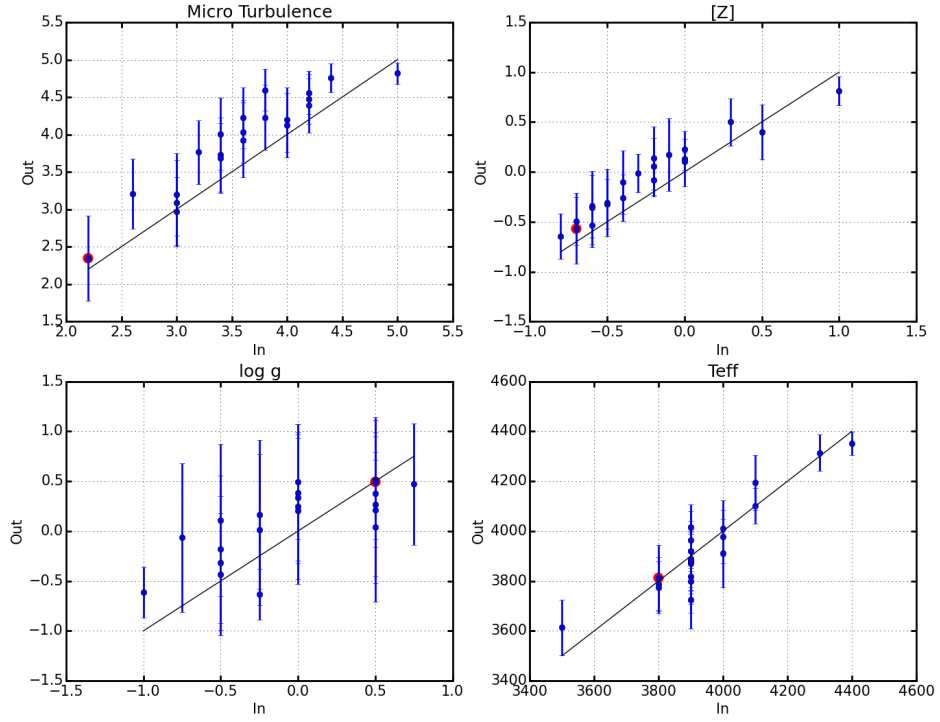 Micro Turbulence
5.5
5.0
4.5
4.0
3.5
3.0
2.5
2.0
1.5
Out
2.0 2.5 3.0 3.5 4.0 4.5 5.0 5.5
In
[Z]
1.5
1.0
0.5
0.0
−0.5
−1.0
−1.5
Out
−1.0 −0.5 0.0 0.5 1.0 1.5
In
log g
1.5
1.0
0.5
0.0
−0.5
−1.0
−1.5
Out
−1.5 −1.0 −0.5 0.0 0.5 1.0
In
Teff
4600
4400
4200
4000
3800
3600
3400
Out
3400 3600 3800 4000 4200 4400 4600
In